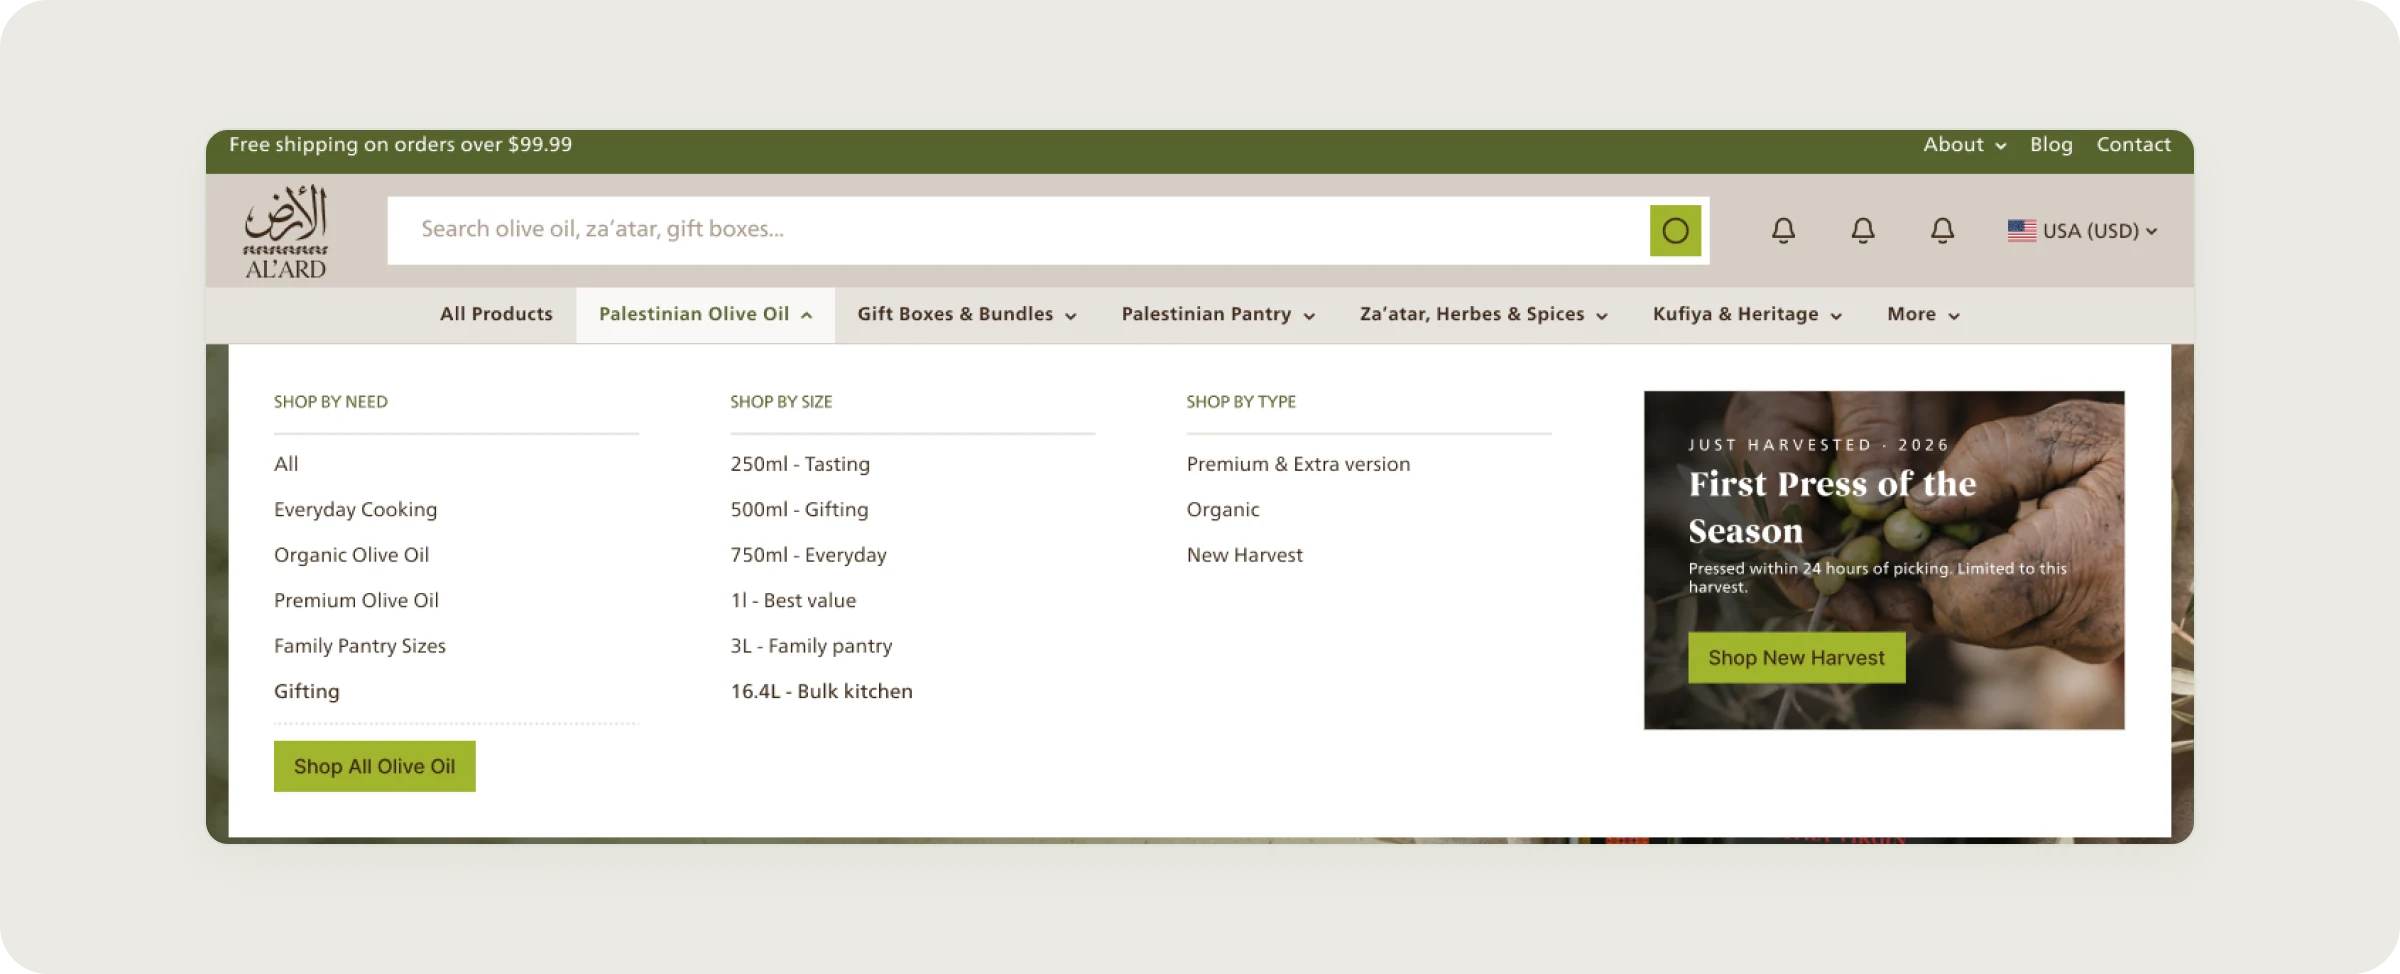 Free shipping on orders over $99.99
About
Blog
Contact
الأرض
AL'ARD
Search olive oil, za’atar, gift boxes...
USA (USD)
All Products
Palestinian Olive Oil
Gift Boxes & Bundles
Palestinian Pantry
Za’atar, Herbes & Spices
Kufiya & Heritage
More
SHOP BY NEED
All
Everyday Cooking
Organic Olive Oil
Premium Olive Oil
Family Pantry Sizes
Gifting
Shop All Olive Oil
SHOP BY SIZE
250ml - Tasting
500ml - Gifting
750ml - Everyday
1l - Best value
3L - Family pantry
16.4L - Bulk kitchen
SHOP BY TYPE
Premium & Extra version
Organic
New Harvest
JUST HARVESTED · 2026
First Press of the
Season
Pressed within 24 hours of picking. Limited to this
harvest.
Shop New Harvest